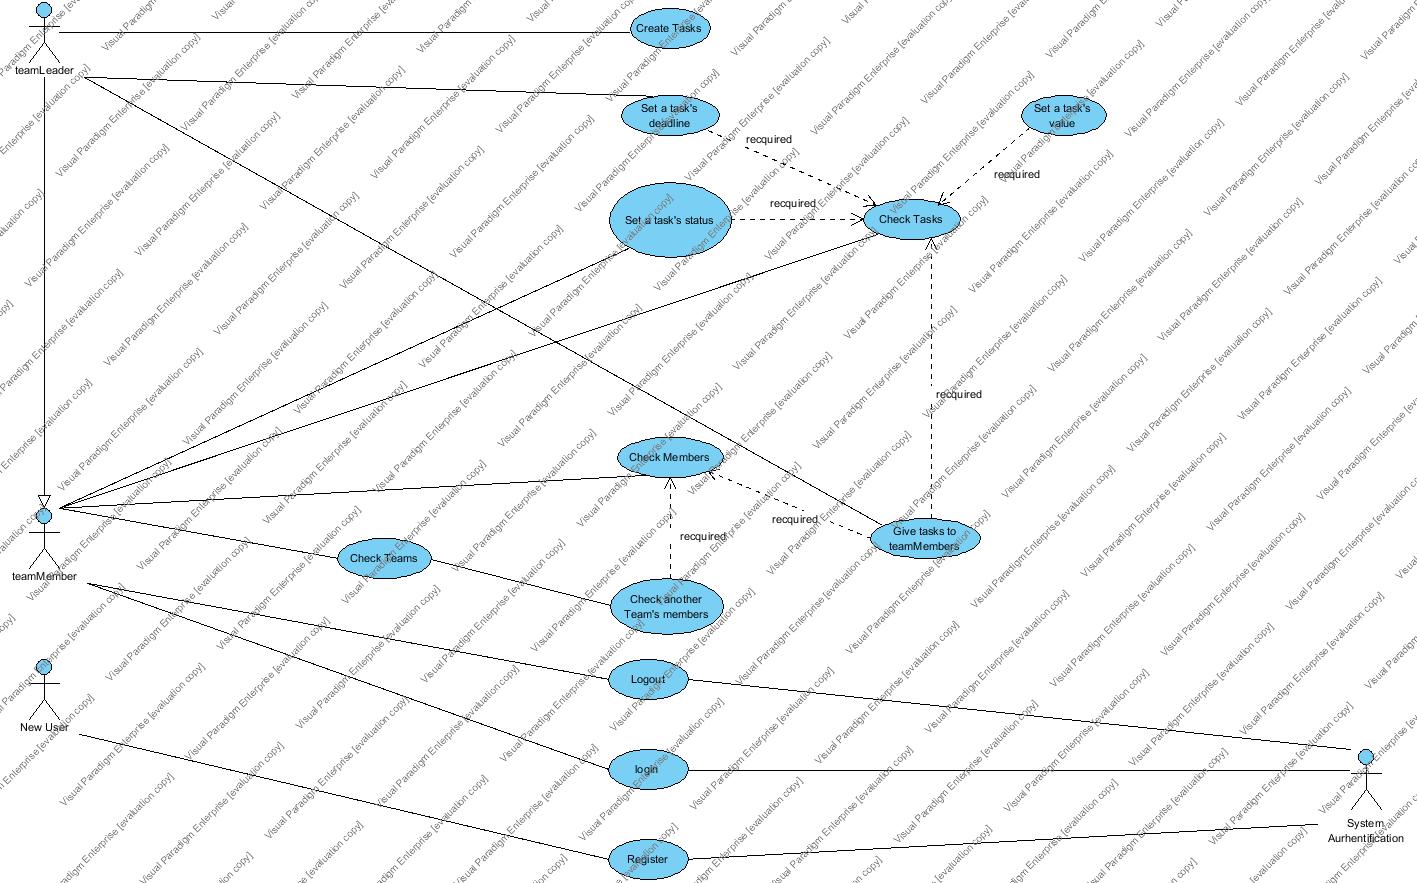 Create Tasks
teamLeader
Set a task's
deadline
Set a task's
value
recquired
recquired
Set a task's status
recquired
Check Tasks
recquired
Check Members
recquired
recquired
Give tasks to
teamMembers
Check Teams
teamMember
Check another
Team's members
Logout
New User
login
System
Aurhentification
Register
Visual Paradigm Enterprise [evaluation copy]